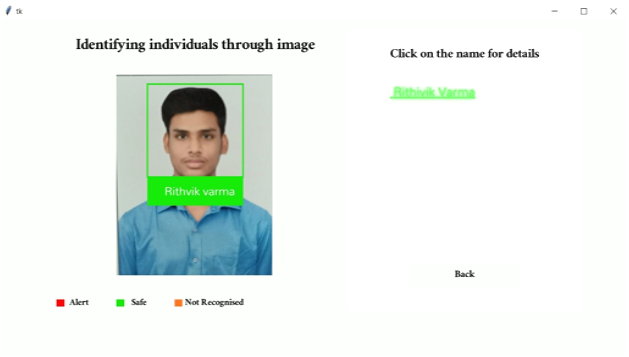 tk
Identifying individuals through image
Click on the name for details
Rithivik Varma
Rithvik varma
Back
Alert
Safe
Not Recognised